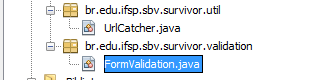 br.edu.ifsp.sbv.survivor.util
UrlCatcher.java
br.edu.ifsp.sbv.survivor.validation
FormValidation.java